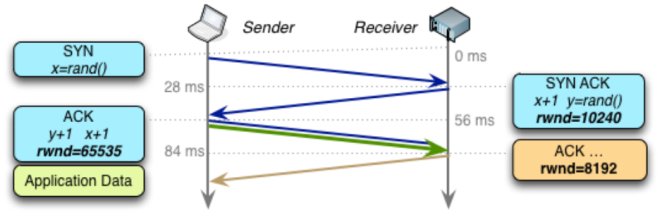 Sender
Receiver
SYN
x=rand()
0 ms
28 ms
SYN ACK
x+1 y=rand()
rwnd=10240
ACK
y+1 x+1
rwnd=65535
56 ms
84 ms
ACK ...
rwnd=8192
Application Data